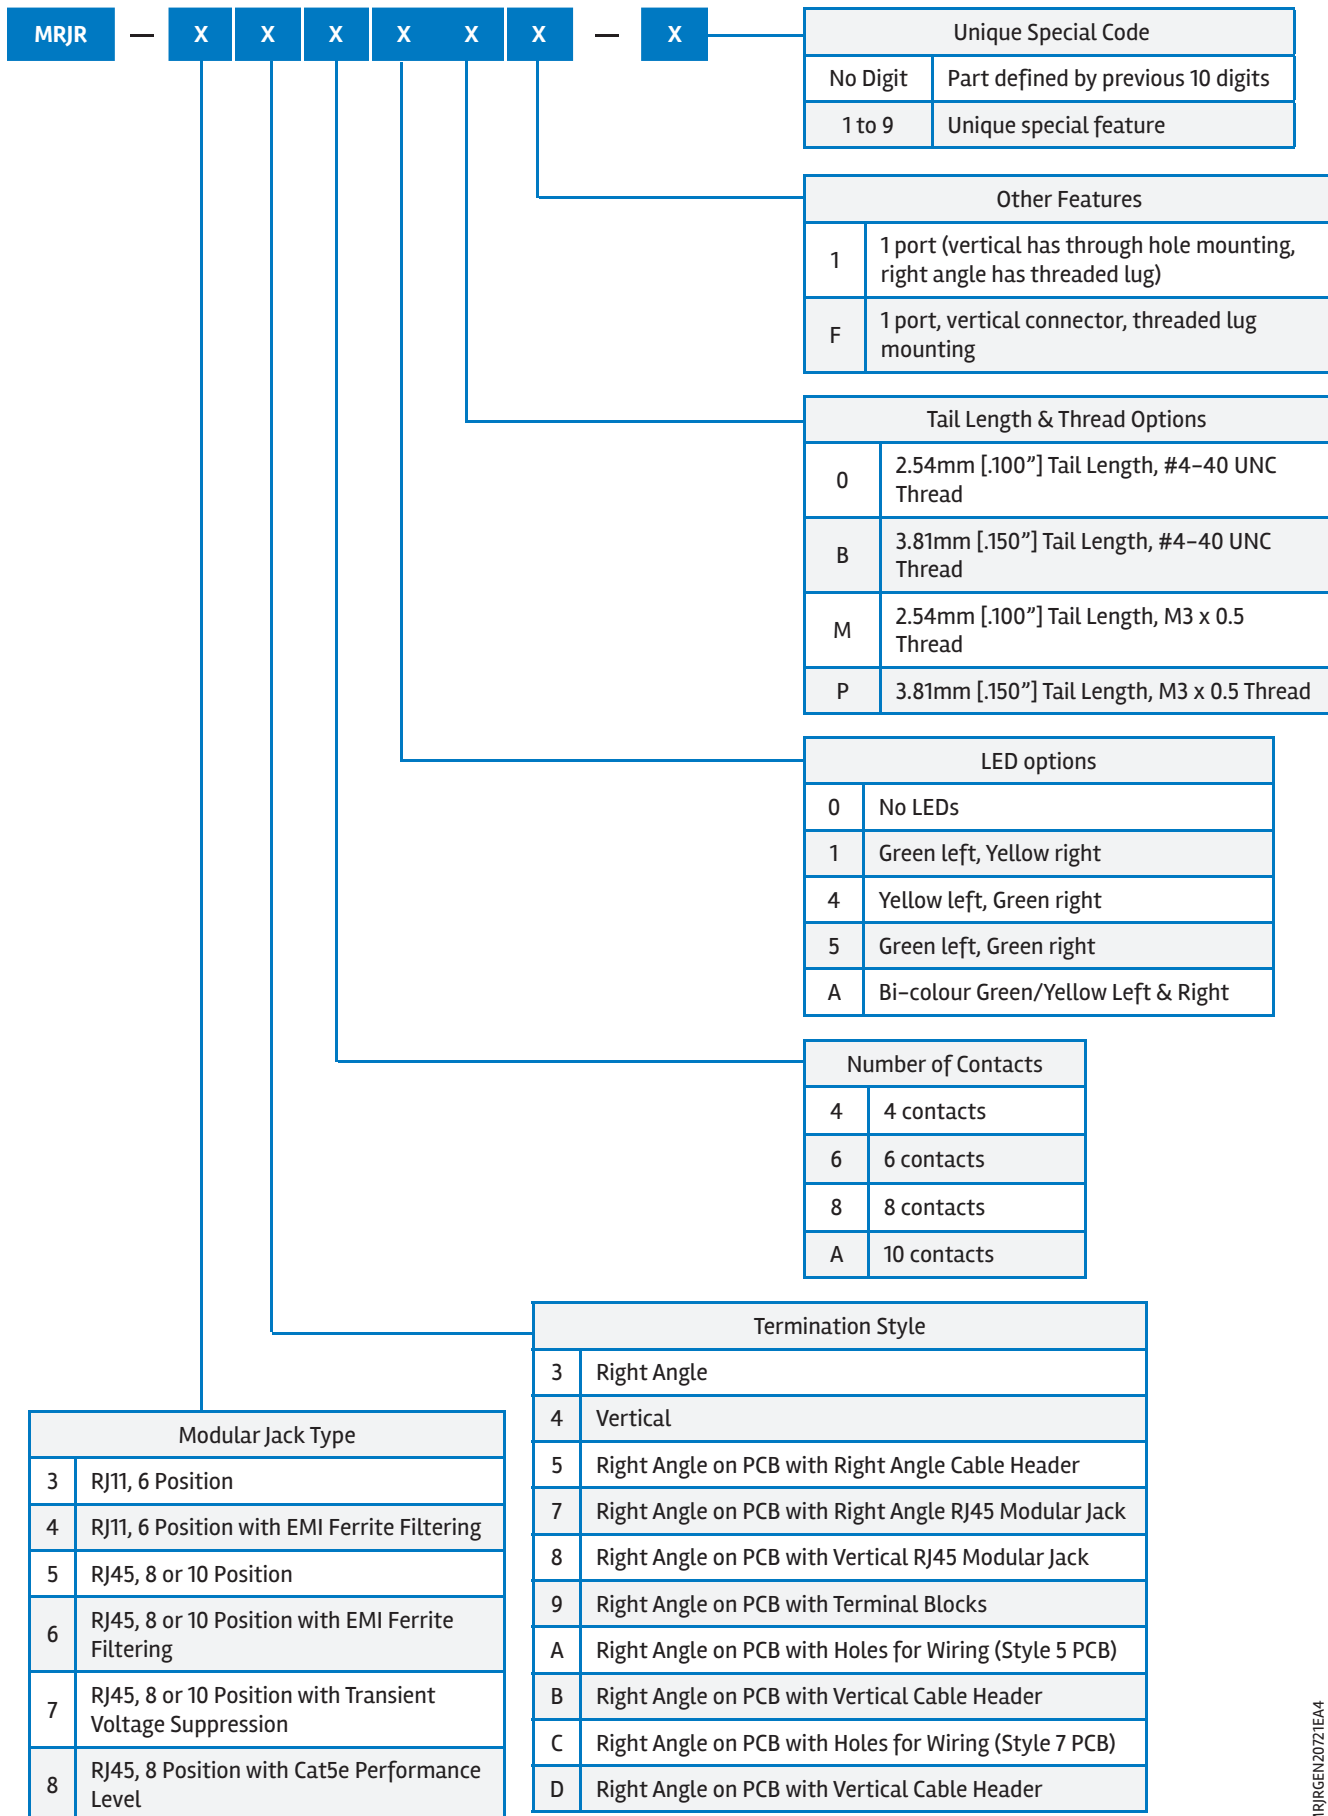 MRJR — X X X X X X — X
Unique Special Code
No Digit Part defined by previous 10 digits
1 to 9 Unique special feature
Other Features
1 1 port (vertical has through hole mounting,
right angle has threaded lug)
F 1 port, vertical connector, threaded lug
mounting
Tail Length & Thread Options
0 2.54mm [.100”] Tail Length, #4-40 UNC
Thread
B 3.81mm [.150”] Tail Length, #4-40 UNC
Thread
M 2.54mm [.100”] Tail Length, M3 x 0.5
Thread
P 3.81mm [.150”] Tail Length, M3 x 0.5 Thread
LED options
0 No LEDs
1 Green left, Yellow right
4 Yellow left, Green right
5 Green left, Green right
A Bi-colour Green/Yellow Left & Right
Number of Contacts
4 4 contacts
6 6 contacts
8 8 contacts
A 10 contacts
Termination Style
3 Right Angle
4 Vertical
5 Right Angle on PCB with Right Angle Cable Header
7 Right Angle on PCB with Right Angle RJ45 Modular Jack
8 Right Angle on PCB with Vertical RJ45 Modular Jack
9 Right Angle on PCB with Terminal Blocks
A Right Angle on PCB with Holes for Wiring (Style 5 PCB)
B Right Angle on PCB with Vertical Cable Header
C Right Angle on PCB with Holes for Wiring (Style 7 PCB)
D Right Angle on PCB with Vertical Cable Header
Modular Jack Type
3 RJ11, 6 Position
4 RJ11, 6 Position with EMI Ferrite Filtering
5 RJ45, 8 or 10 Position
6 RJ45, 8 or 10 Position with EMI Ferrite
Filtering
7 RJ45, 8 or 10 Position with Transient
Voltage Suppression
8 RJ45, 8 Position with Cat5e Performance
Level